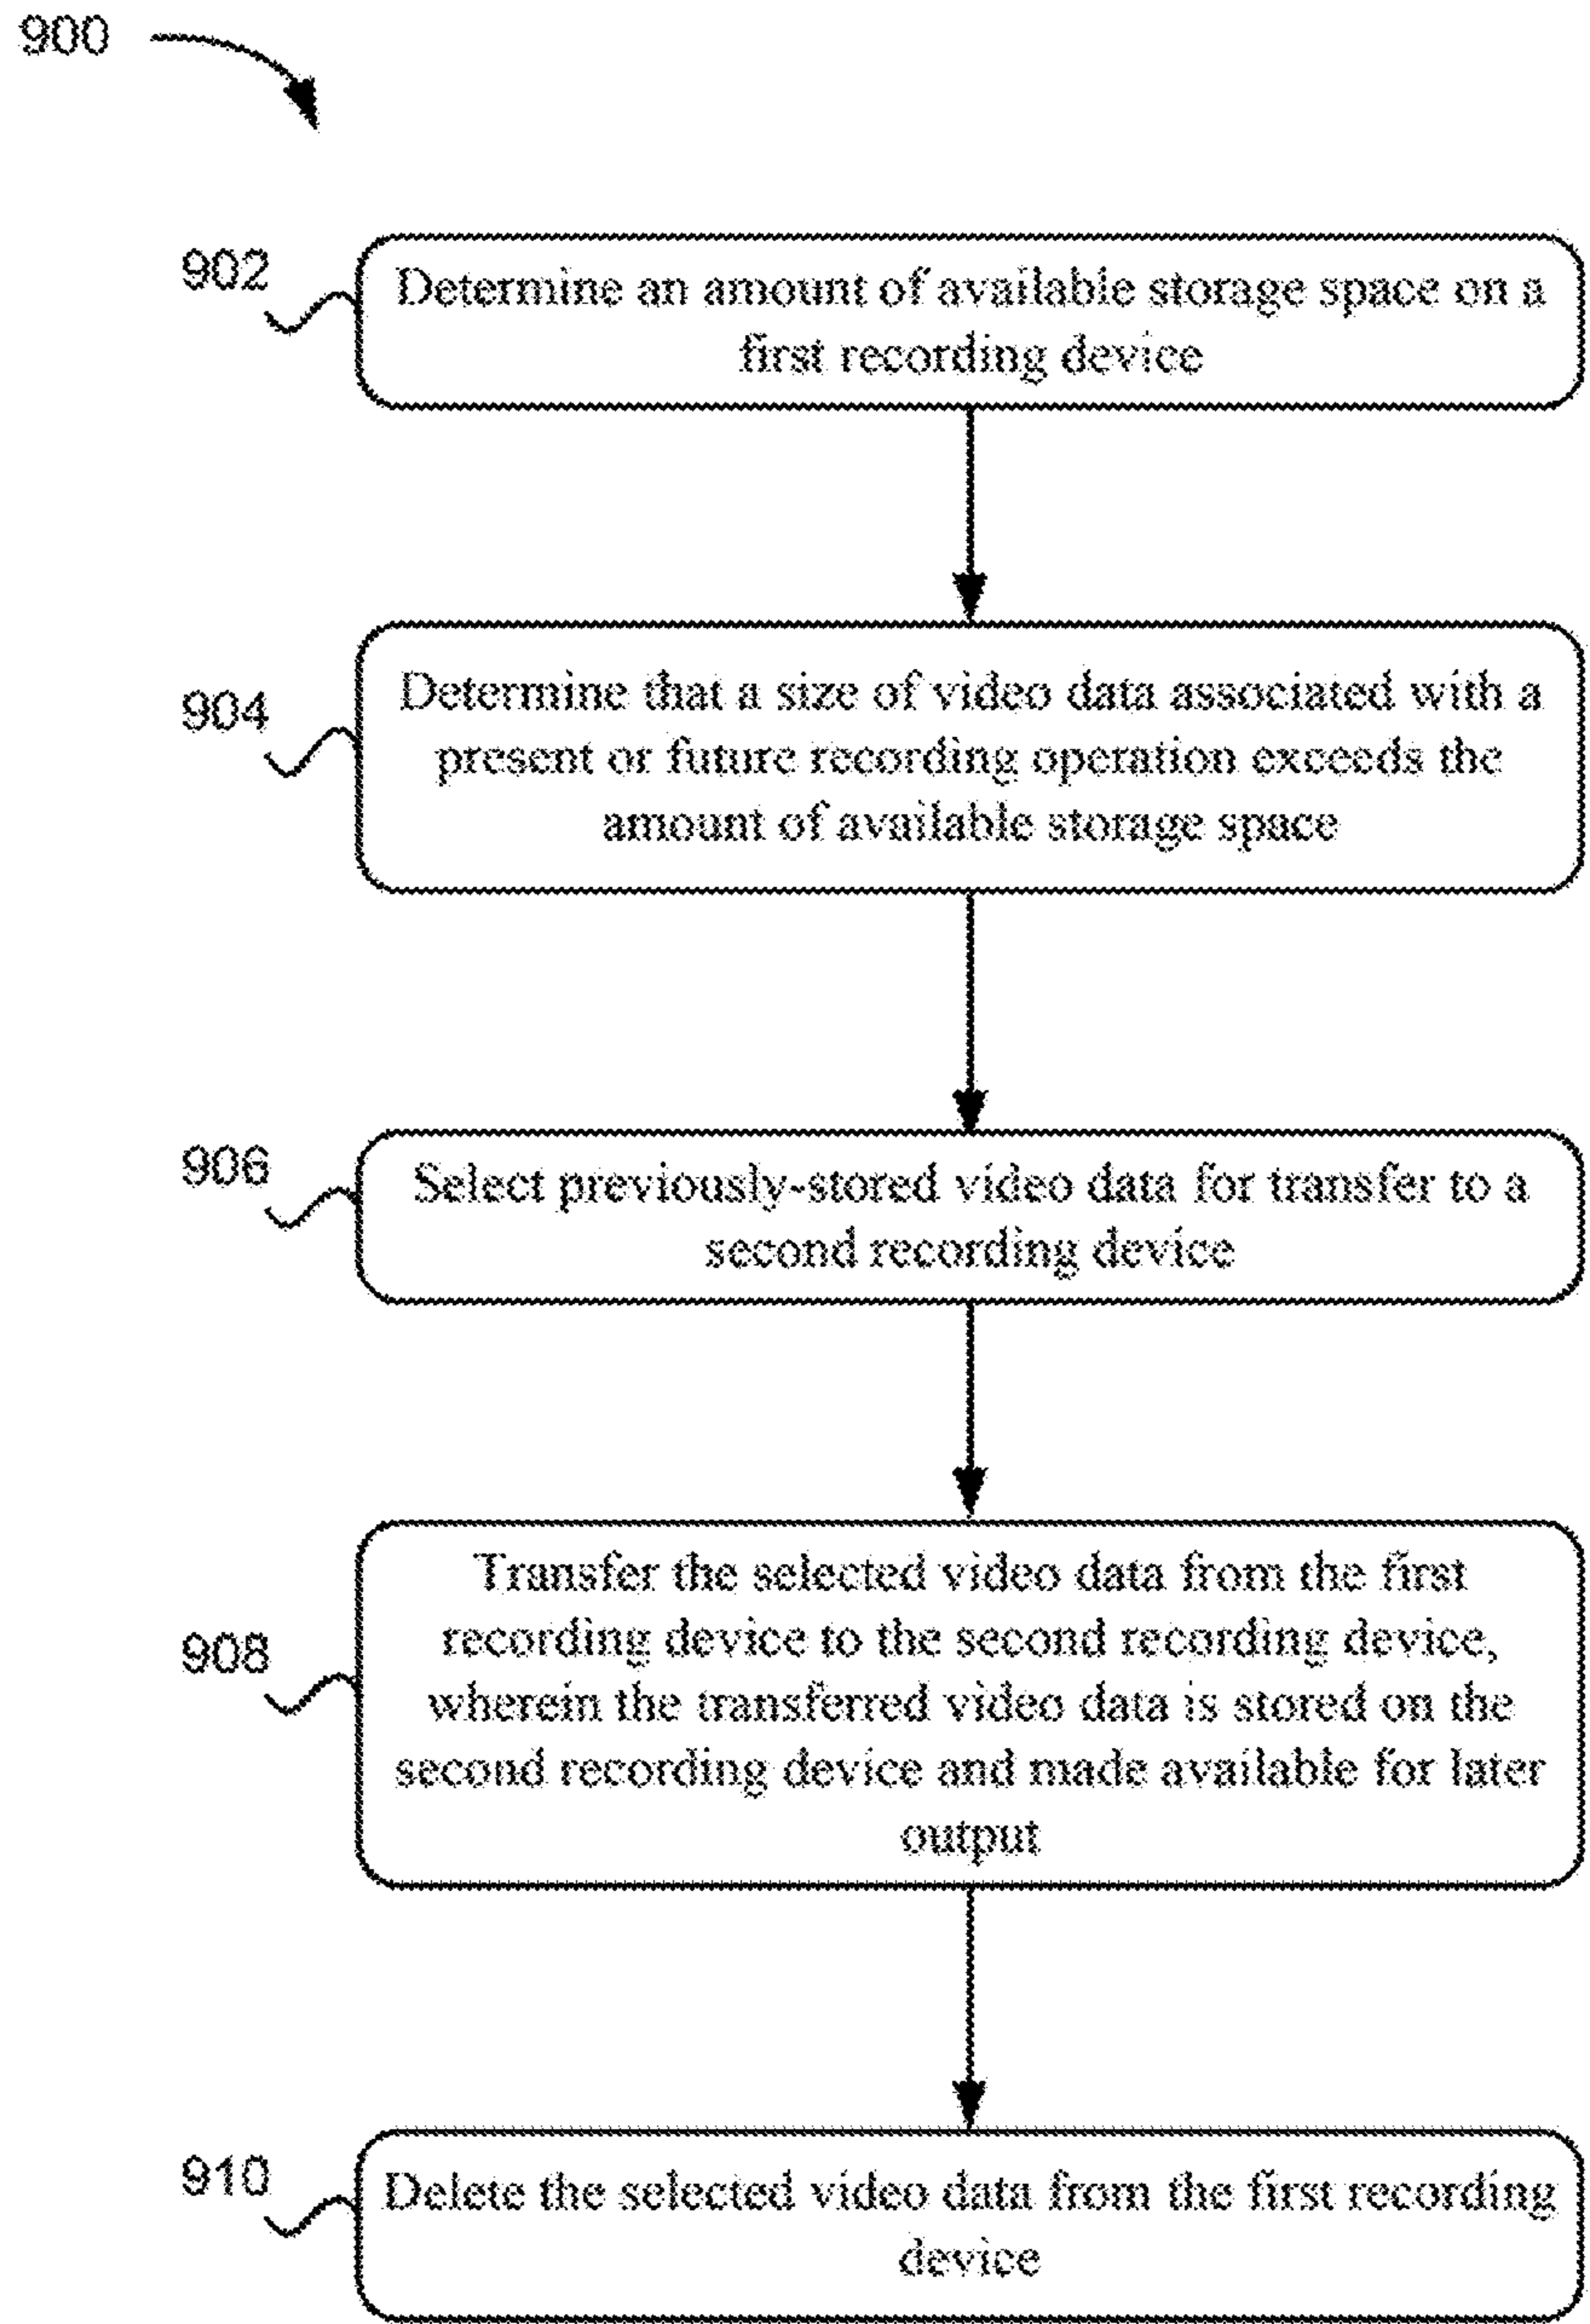 900
902
Determine an amount of available storage space on a
first recording device
904
Determine that a size of video data associated with a
present or future recording operation exceeds the
amount of available storage space
906
Select previously-stored video data for transfer to a
second recording device
908
Transfer the selected video data from the first
recording device to the second recording device,
wherein the transferred video data is stored on the
second recording device and made available for later
output
910
Delete the selected video data from the first recording
device